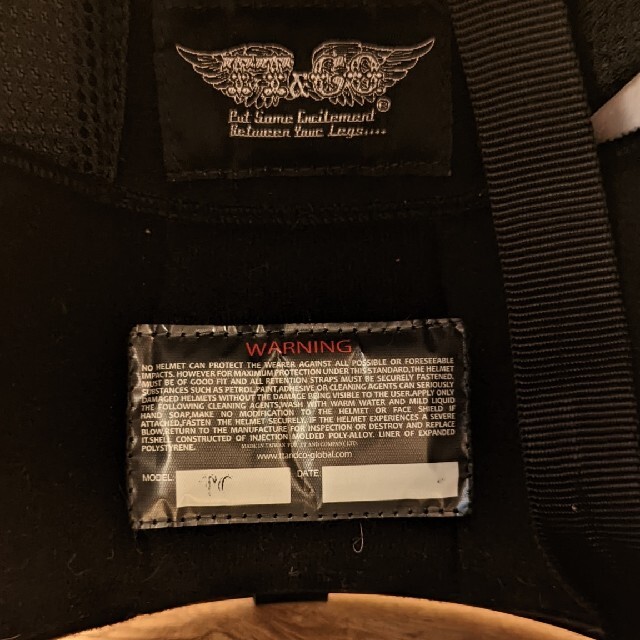 TT&CO
®
Put Some Excitement
Between Your Legs....
WARNING
NO HELMET CAN PROTECT THE WEARER AGAINST ALL POSSIBLE OR FORESEEABLE
IMPACTS.HOWEVER FOR MAXIMUM PROTECTION UNDER THIS STANDARD,THE HELMET
MUST BE OF GOOD FIT AND ALL RETENTION STRAPS MUST BE SECURELY FASTENED.
SUBSTANCES SUCH AS PETROL,PAINT,ADHESIVE,OR CLEANING AGENTS CAN SERIOUSLY
DAMAGED HELMETS WITHOUT THE DAMAGE BEING VISIBLE TO THE USER.APPLY ONLY
THE FOLLOWING CLEANING AGENTS,WASH WITH WARM WATER AND MILD LIQUID
HAND SOAP,MAKE NO MODIFICATION TO THE HELMET OR FACE SHIELD IF
ATTACHED,FASTEN THE HELMET SECURELY. IF THE HELMET EXPERIENCES A SEVERE
BLOW,RETURN TO THE MANUFACTURE FOR INSPECTION OR DESTROY AND REPLACE
IT.SHELL CONSTRUCTED OF INJECTION MOLDED POLY-ALLOY. LINER OF EXPANDED
POLYSTYRENE.
www.ttandco-global.com
MODEL: DATE: